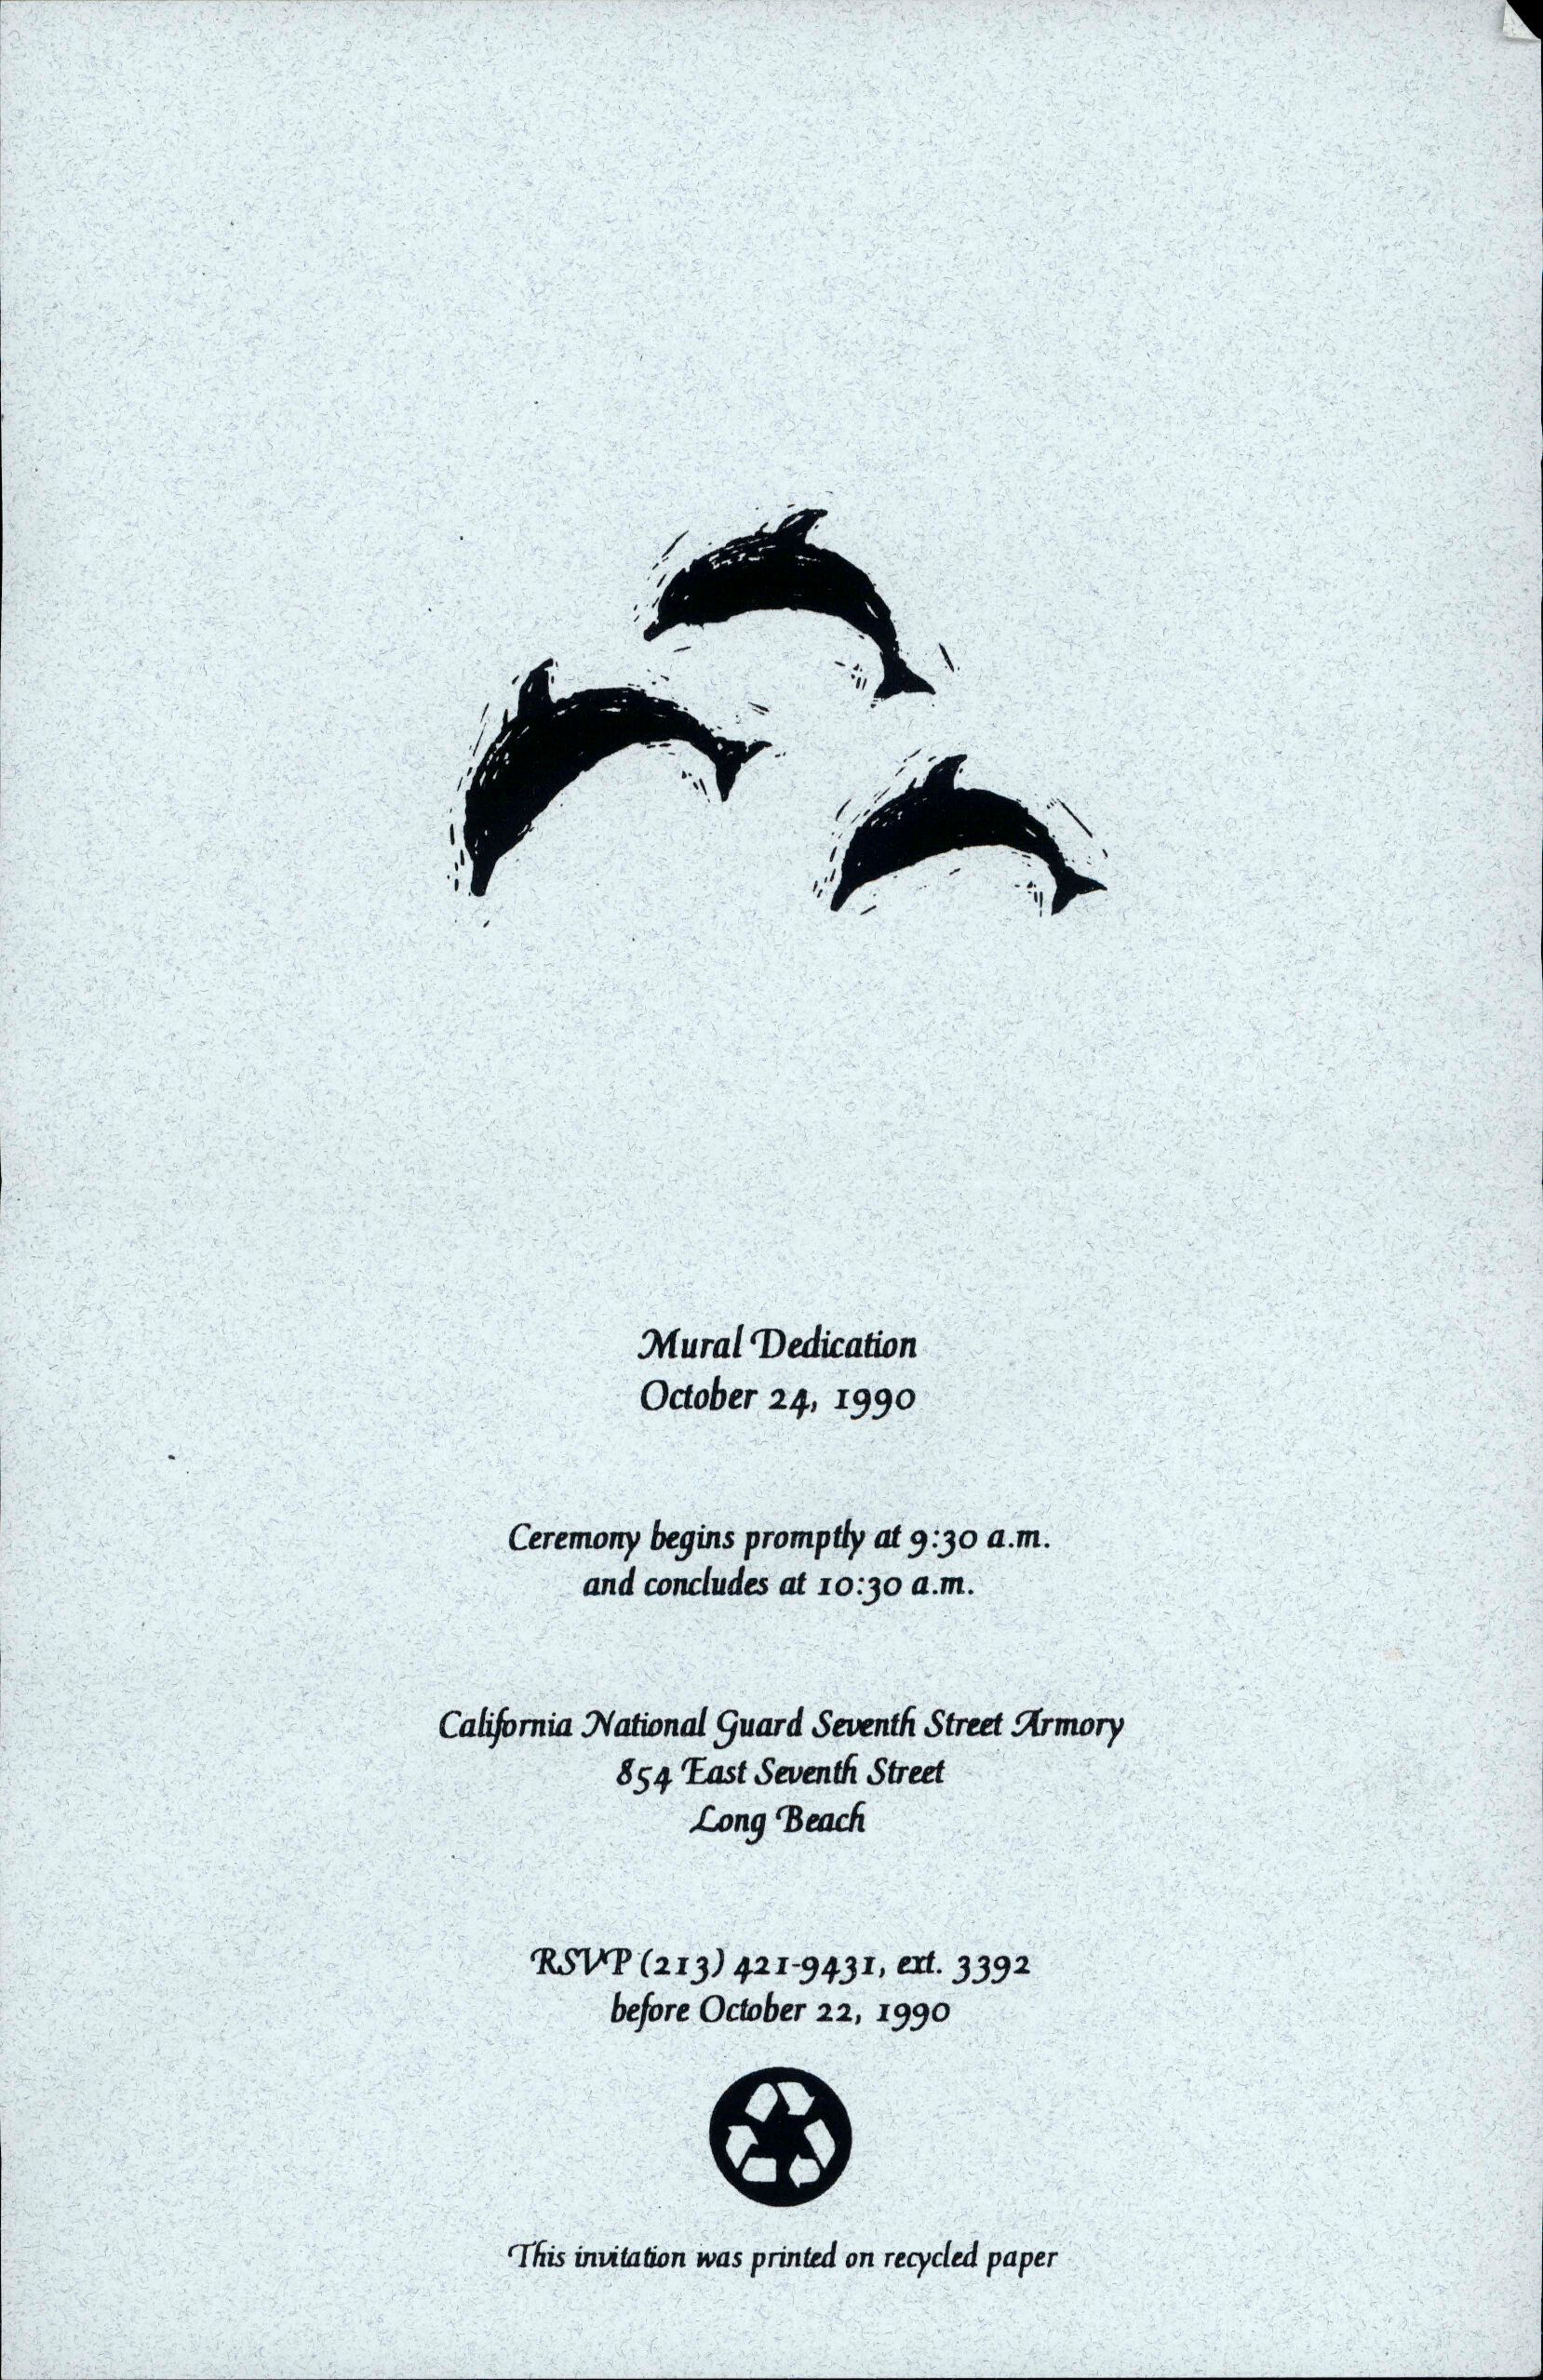 Mural Dedication
October 24, 1990
Ceremony begins promptly at 9:30 a.m.
and concludes at 10:30 a.m.
California National Guard Seventh Street Armory
854 East Seventh Street
Long Beach
RSVP (213) 421-9431, ext. 3392
before October 22, 1990
This invitation was printed on recycled paper